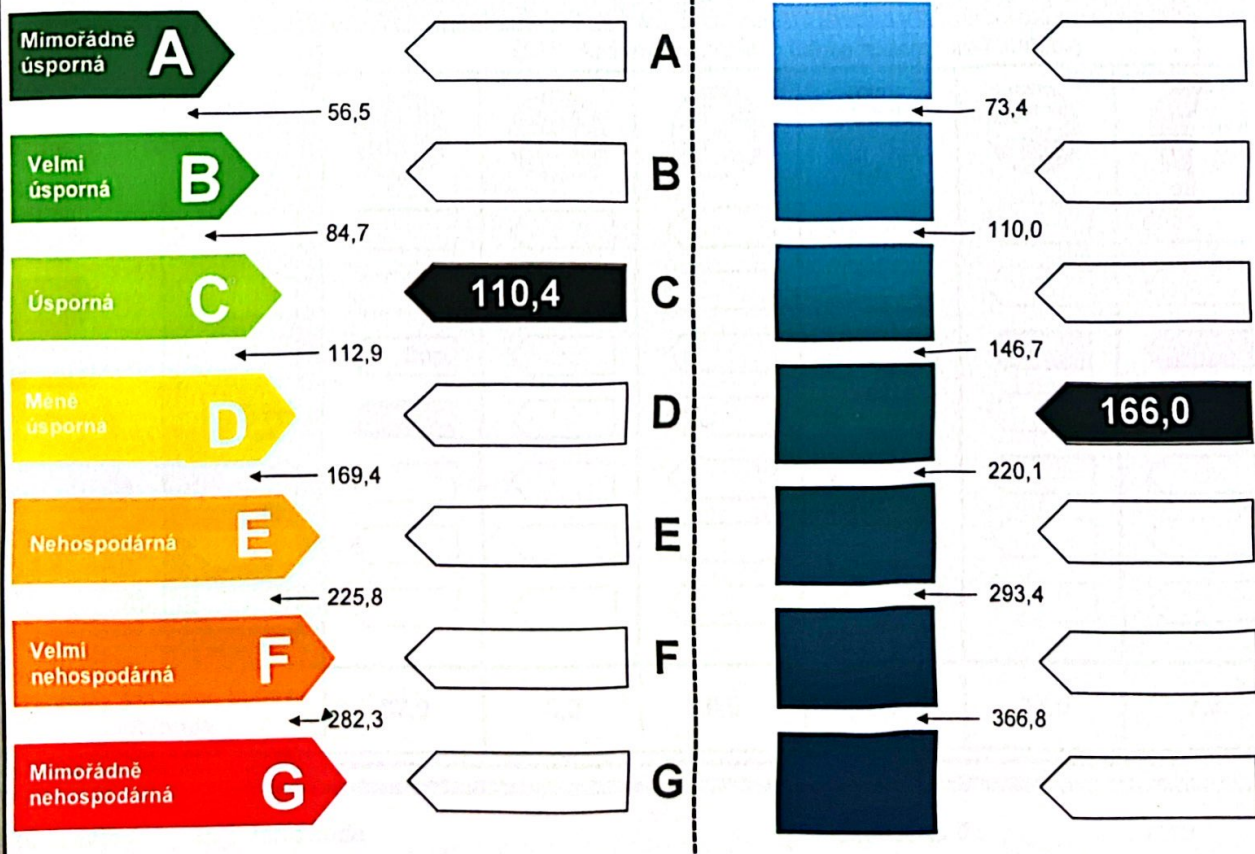 Mimořádně
úsporná
A
A
56,5
73,4
Velmi
úsporná
B
B
84,7
110,0
Úsporná
C
110,4
C
112,9
146,7
Méně
úsporná
D
D
166,0
169,4
220,1
Nehospodárná
E
E
225,8
293,4
Velmi
nehospodárná
F
F
282,3
366,8
Mimořádně
nehospodárná
G
G